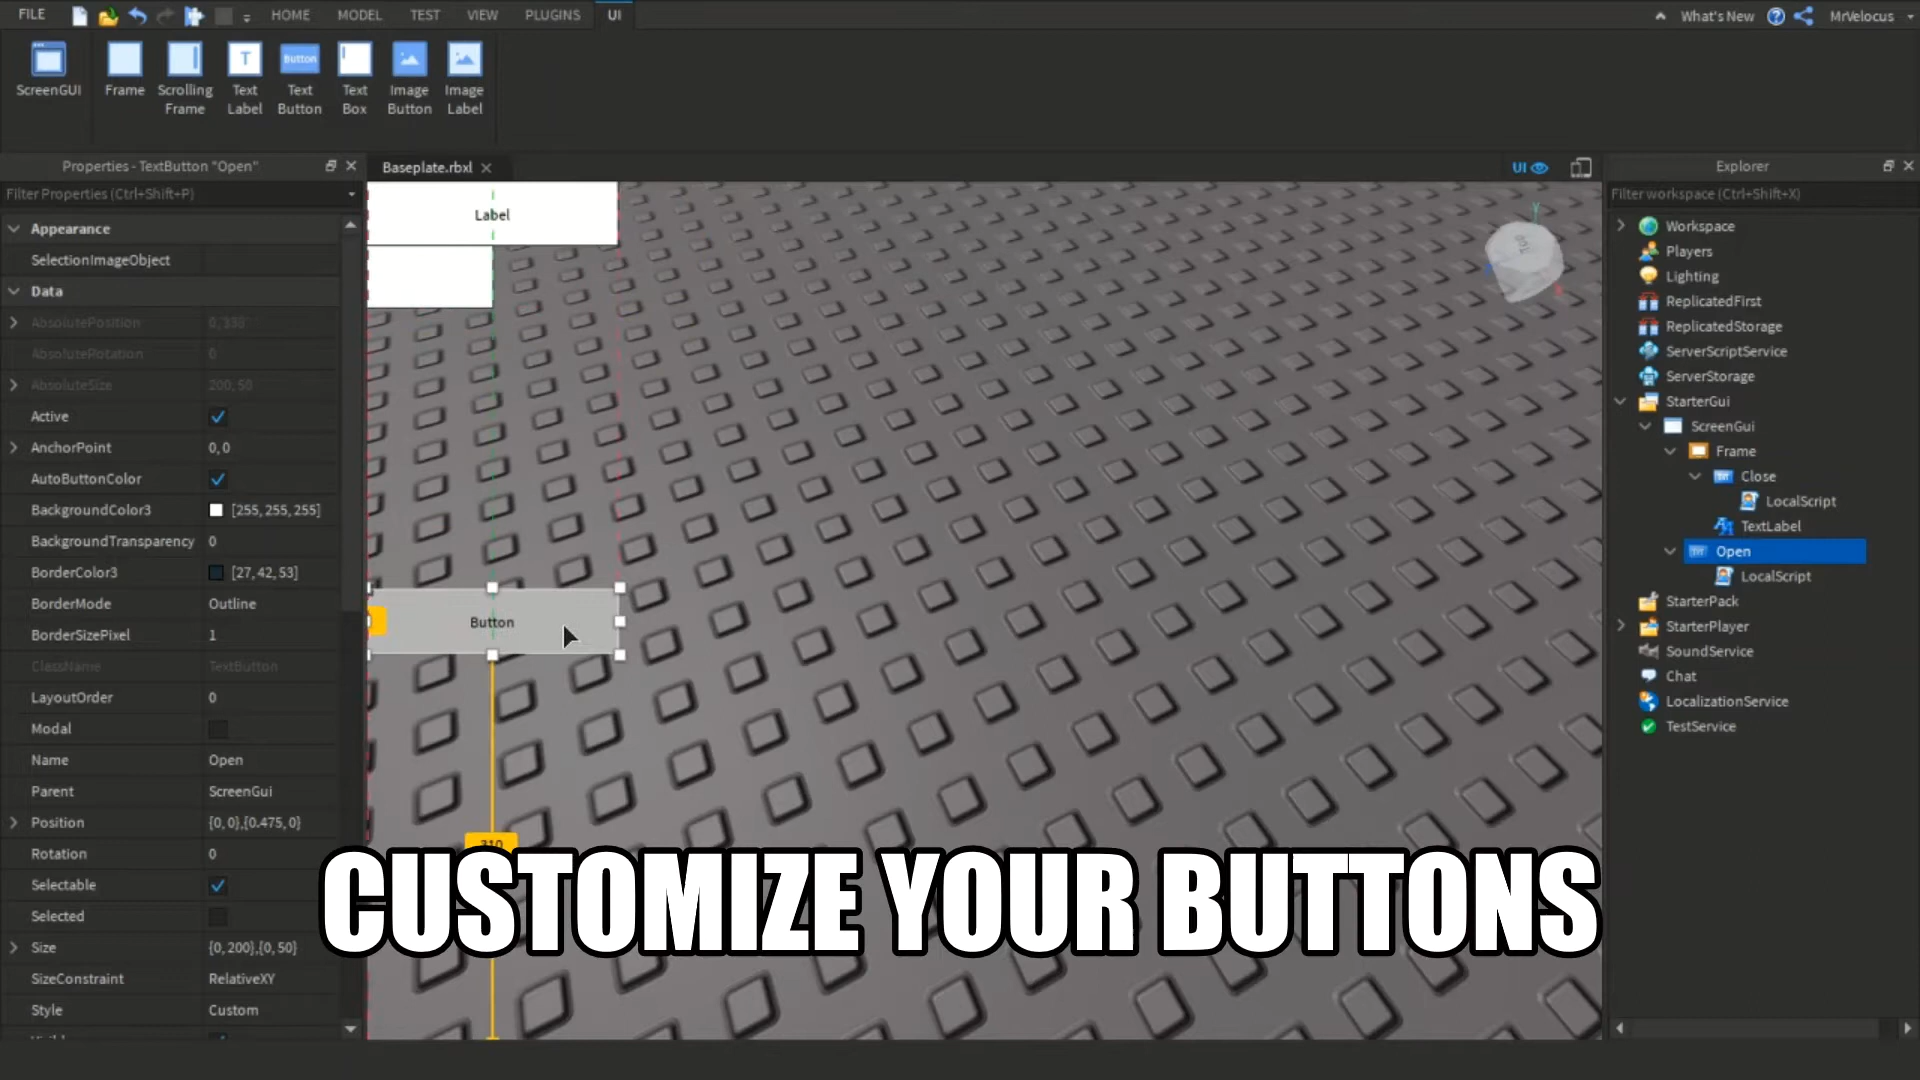 FILE
HOME
MODEL
TEST
VIEW
PLUGINS
UI
What's New
MrVelocus
ScreenGUI
Frame
Scrolling
Frame
Text
Label
Button
Text
Button
Text
Box
Image
Button
Image
Label
Properties - TextButton "Open"
Baseplate.rbxl
UI
Explorer
Filter Properties (Ctrl+Shift+P)
Filter workspace (Ctrl+Shift+X)
Appearance
SelectionImageObject
Data
AbsolutePosition
AbsoluteRotation 0
AbsoluteSize 200, 50
Active
AnchorPoint 0, 0
AutoButtonColor
BackgroundColor3 [255, 255, 255]
BackgroundTransparency 0
BorderColor3 [27, 42, 53]
BorderMode Outline
BorderSizePixel 1
ClassName TextButton
LayoutOrder 0
Modal
Name Open
Parent ScreenGui
Position {0, 0},{0.475, 0}
Rotation 0
Selectable
Selected
Size {0, 200},{0, 50}
SizeConstraint RelativeXY
Style Custom
Label
Button
310
CUSTOMIZE YOUR BUTTONS
Workspace
Players
Lighting
ReplicatedFirst
ReplicatedStorage
ServerScriptService
ServerStorage
StarterGui
ScreenGui
Frame
Close
LocalScript
TextLabel
Open
LocalScript
StarterPack
StarterPlayer
SoundService
Chat
LocalizationService
TestService